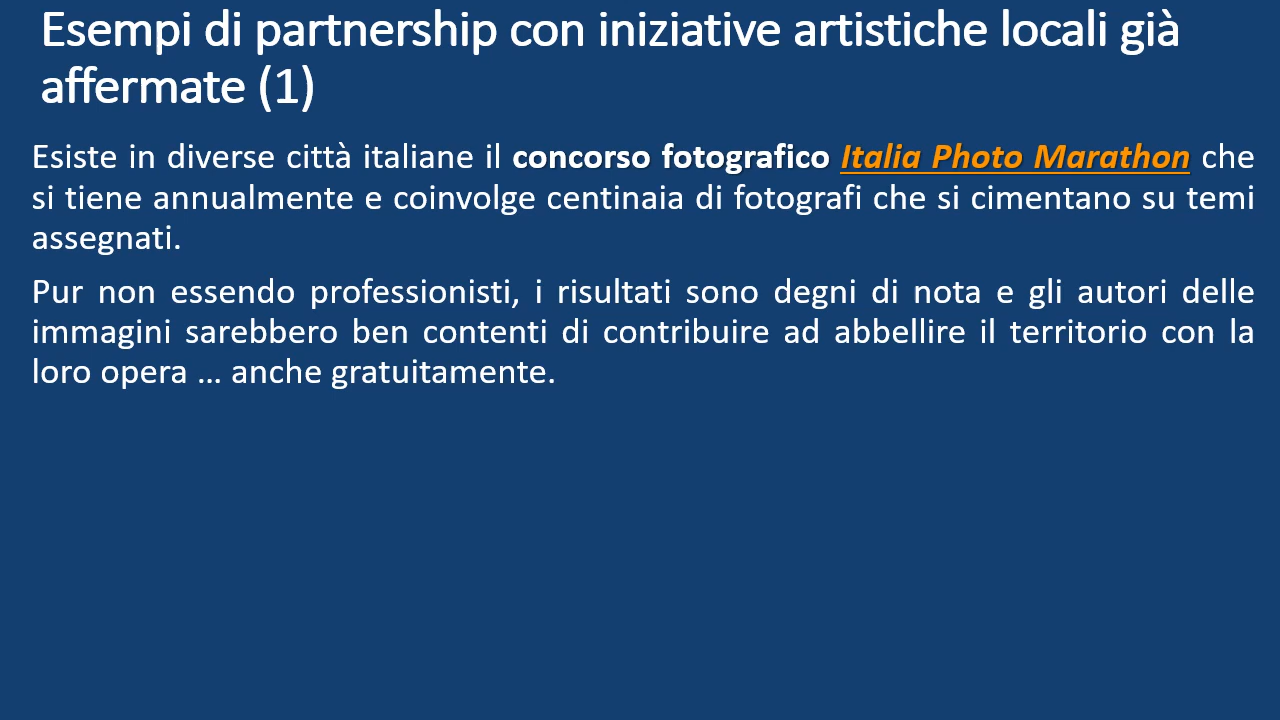 Esempi di partnership con iniziative artistiche locali già
affermate (1)
Esiste in diverse città italiane il concorso fotografico Italia Photo Marathon che
si tiene annualmente e coinvolge centinaia di fotografi che si cimentano su temi
assegnati.
Pur non essendo professionisti, i risultati sono degni di nota e gli autori delle
immagini sarebbero ben contenti di contribuire ad abbellire il territorio con la
loro opera … anche gratuitamente.